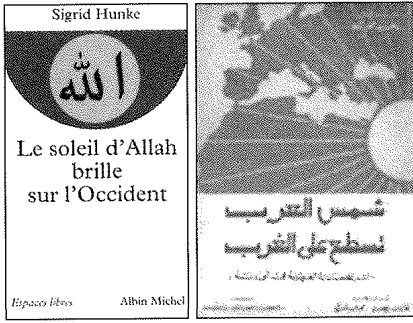 Sigrid Hunke
الله
Le soleil d'Allah
brille
sur l'Occident
Espaces libres
Albin Michel
شمس العرب
تسطع على الغرب